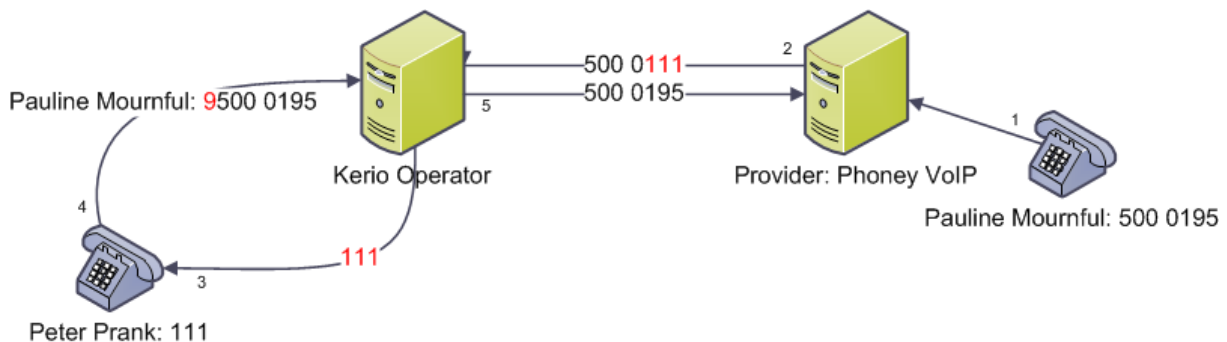 2
500 0111
1
Pauline Mournful: 9500 0195
500 0195
5
Kerio Operator
Provider: Phoney VoIP
4
Pauline Mournful: 500 0195
111
3
Peter Prank: 111